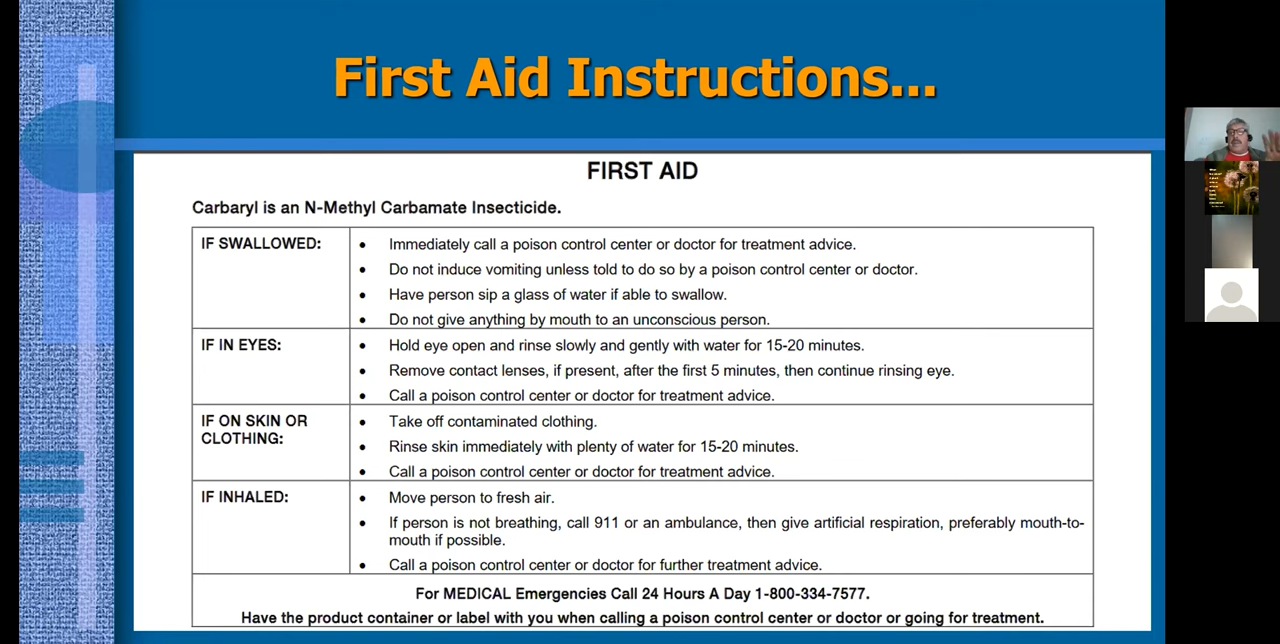 First Aid Instructions...
FIRST AID
Carbaryl is an N-Methyl Carbamate Insecticide.
IF SWALLOWED:
• Immediately call a poison control center or doctor for treatment advice.
• Do not induce vomiting unless told to do so by a poison control center or doctor.
• Have person sip a glass of water if able to swallow.
• Do not give anything by mouth to an unconscious person.
IF IN EYES:
• Hold eye open and rinse slowly and gently with water for 15-20 minutes.
• Remove contact lenses, if present, after the first 5 minutes, then continue rinsing eye.
• Call a poison control center or doctor for treatment advice.
IF ON SKIN OR
CLOTHING:
• Take off contaminated clothing.
• Rinse skin immediately with plenty of water for 15-20 minutes.
• Call a poison control center or doctor for treatment advice.
IF INHALED:
• Move person to fresh air.
• If person is not breathing, call 911 or an ambulance, then give artificial respiration, preferably mouth-to-
mouth if possible.
• Call a poison control center or doctor for further treatment advice.
For MEDICAL Emergencies Call 24 Hours A Day 1-800-334-7577.
Have the product container or label with you when calling a poison control center or doctor or going for treatment.